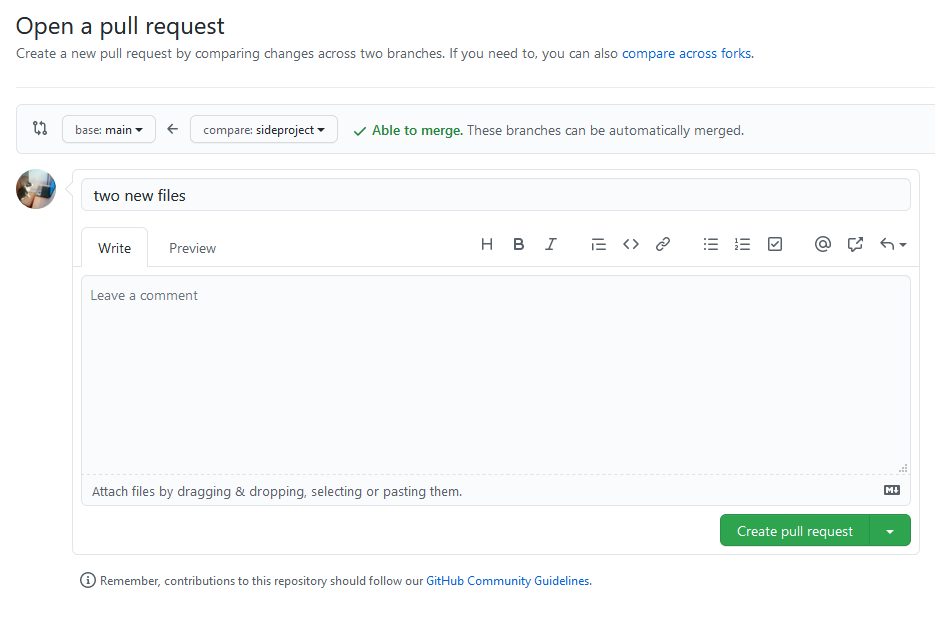 Open a pull request
Create a new pull request by comparing changes across two branches. If you need to, you can also compare across forks.
base: main compare: sideproject Able to merge. These branches can be automatically merged.
two new files
Write Preview H B I
Leave a comment
Attach files by dragging & dropping, selecting or pasting them. M↓
Create pull request
Remember, contributions to this repository should follow our GitHub Community Guidelines.